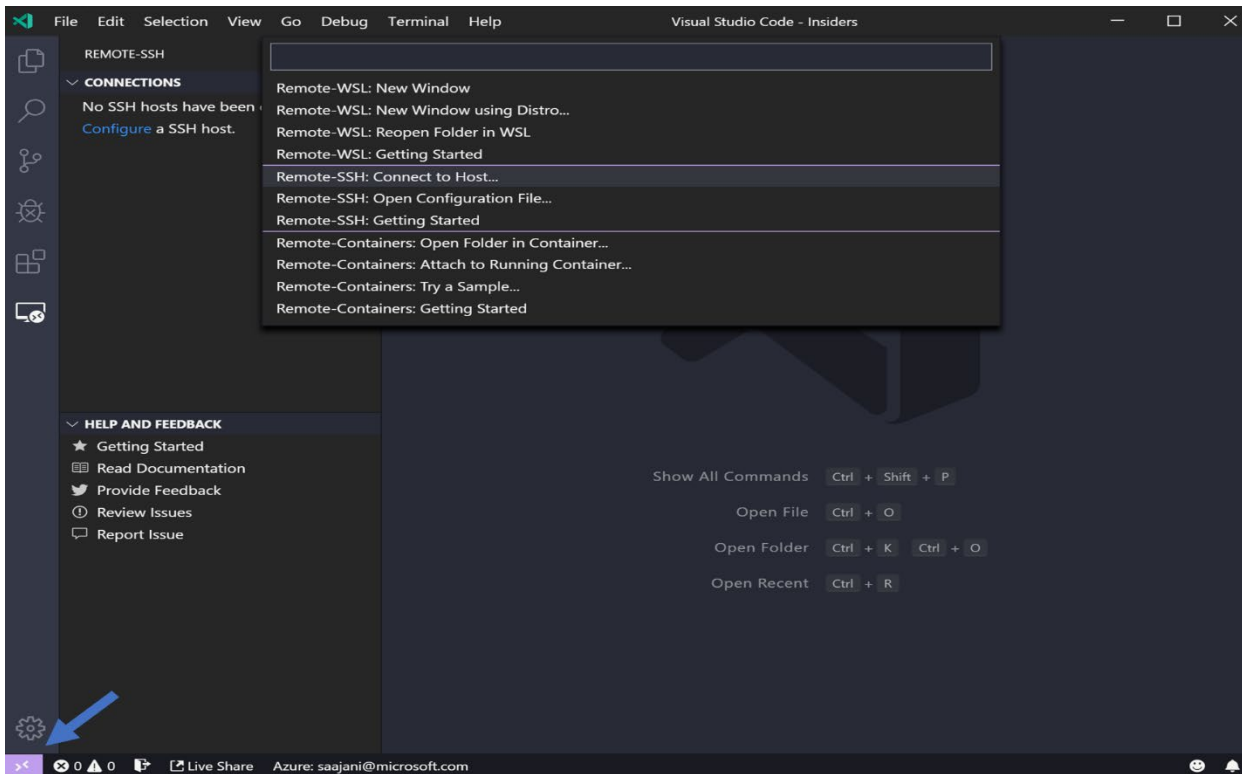 File Edit Selection View Go Debug Terminal Help Visual Studio Code - Insiders
REMOTE-SSH
CONNECTIONS
No SSH hosts have been
Configure a SSH host.
Remote-WSL: New Window
Remote-WSL: New Window using Distro...
Remote-WSL: Reopen Folder in WSL
Remote-WSL: Getting Started
Remote-SSH: Connect to Host...
Remote-SSH: Open Configuration File...
Remote-SSH: Getting Started
Remote-Containers: Open Folder in Container...
Remote-Containers: Attach to Running Container...
Remote-Containers: Try a Sample...
Remote-Containers: Getting Started
HELP AND FEEDBACK
Getting Started
Read Documentation
Provide Feedback
Review Issues
Report Issue
Show All Commands Ctrl + Shift + P
Open File Ctrl + O
Open Folder Ctrl + K Ctrl + O
Open Recent Ctrl + R
0 0 Live Share Azure: saajani@microsoft.com